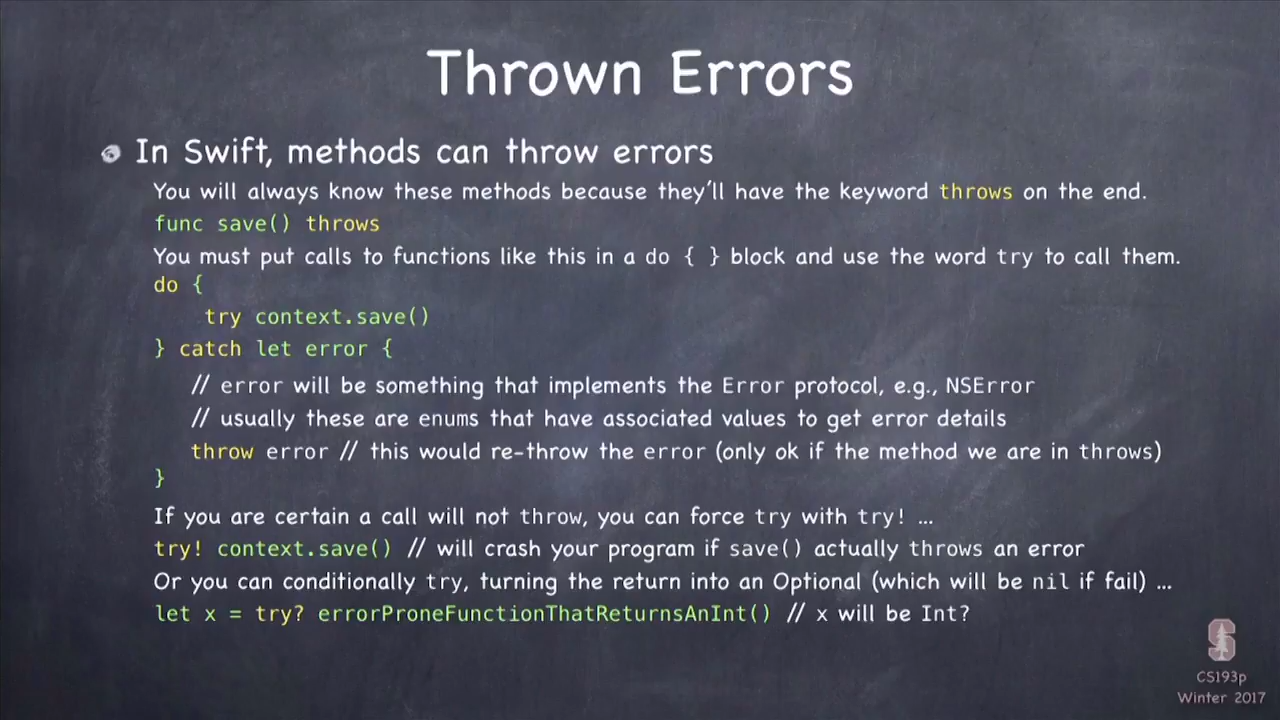 Thrown Errors
In Swift, methods can throw errors
You will always know these methods because they'll have the keyword throws on the end.
func save() throws
You must put calls to functions like this in a do { } block and use the word try to call them.
do {
    try context.save()
} catch let error {
    // error will be something that implements the Error protocol, e.g., NSError
    // usually these are enums that have associated values to get error details
    throw error // this would re-throw the error (only ok if the method we are in throws)
}
If you are certain a call will not throw, you can force try with try! …
try! context.save() // will crash your program if save() actually throws an error
Or you can conditionally try, turning the return into an Optional (which will be nil if fail) …
let x = try? errorProneFunctionThatReturnsAnInt() // x will be Int?
S
CS193p
Winter 2017